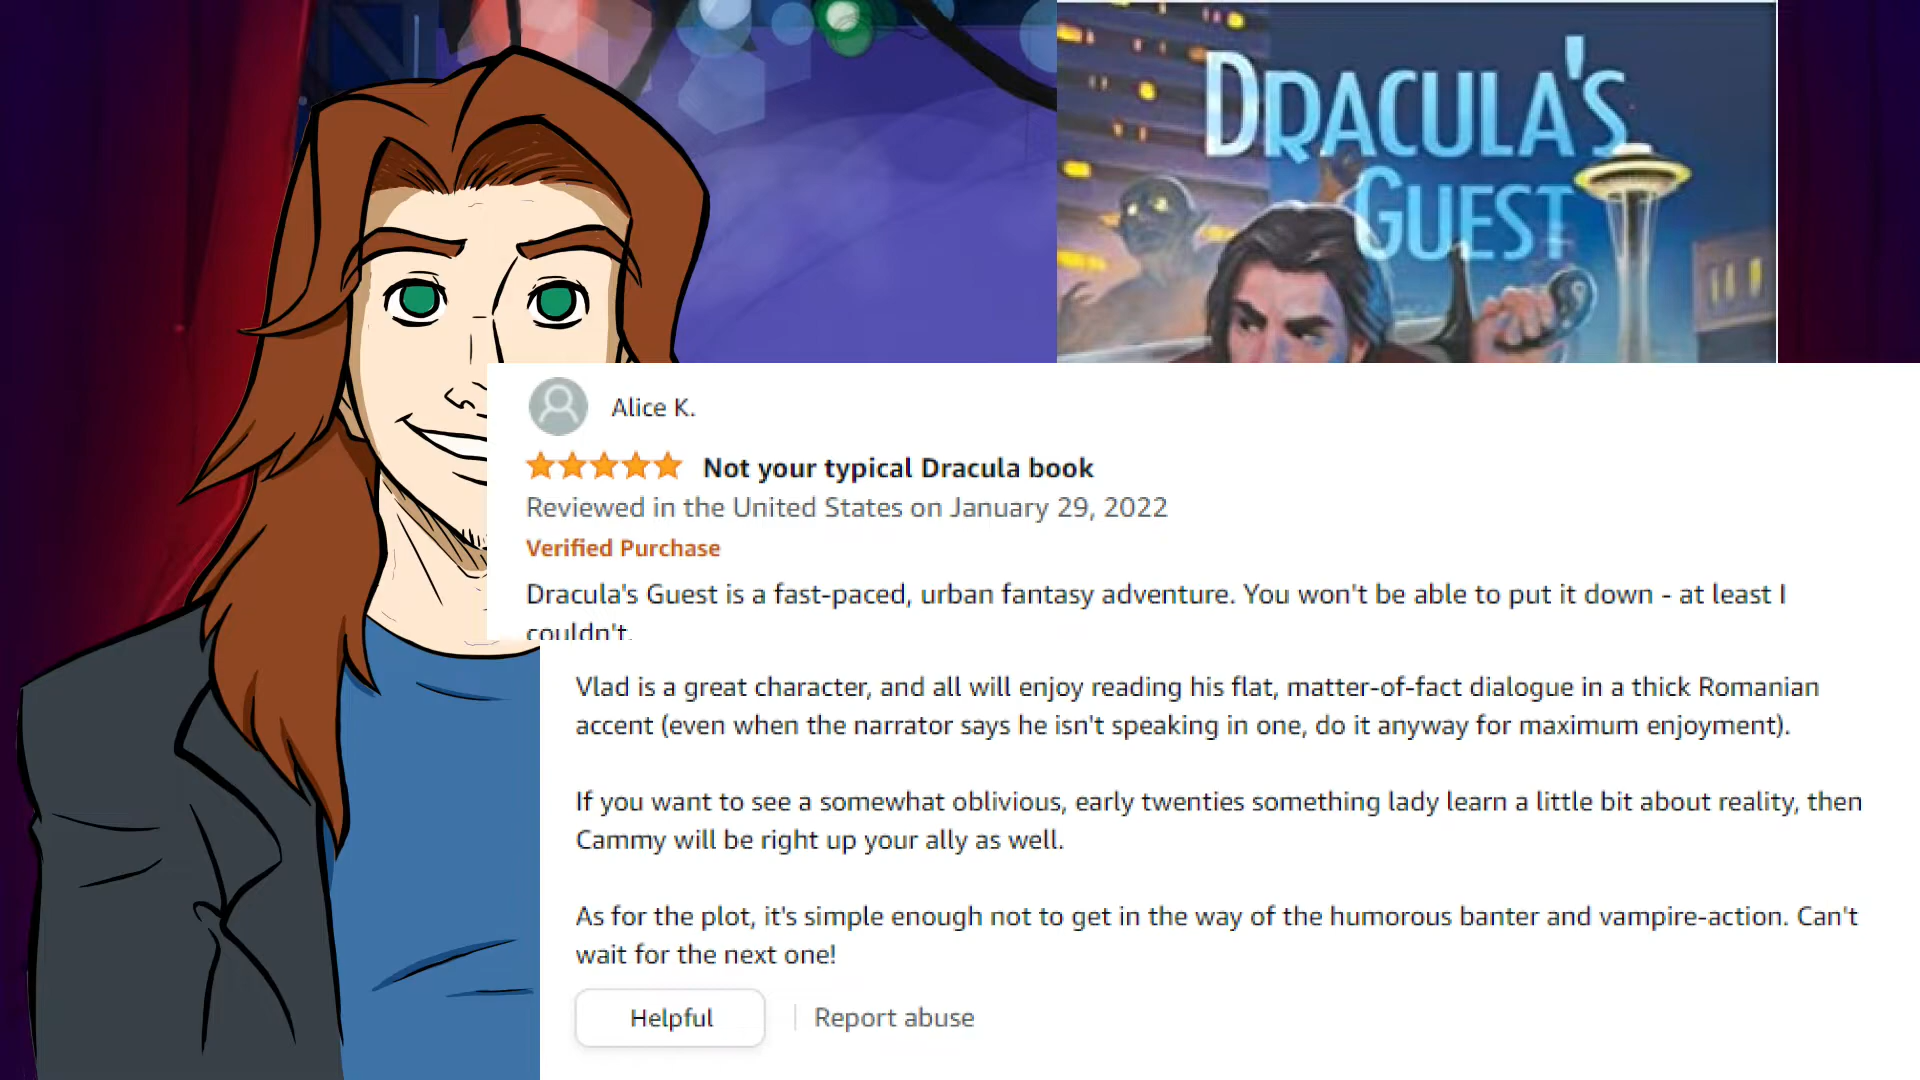 DRACULA'S
GUEST
Alice K.
Not your typical Dracula book
Reviewed in the United States on January 29, 2022
Verified Purchase
Dracula's Guest is a fast-paced, urban fantasy adventure. You won't be able to put it down - at least I
couldn't.
Vlad is a great character, and all will enjoy reading his flat, matter-of-fact dialogue in a thick Romanian
accent (even when the narrator says he isn't speaking in one, do it anyway for maximum enjoyment).
If you want to see a somewhat oblivious, early twenties something lady learn a little bit about reality, then
Cammy will be right up your ally as well.
As for the plot, it's simple enough not to get in the way of the humorous banter and vampire-action. Can't
wait for the next one!
Helpful
Report abuse